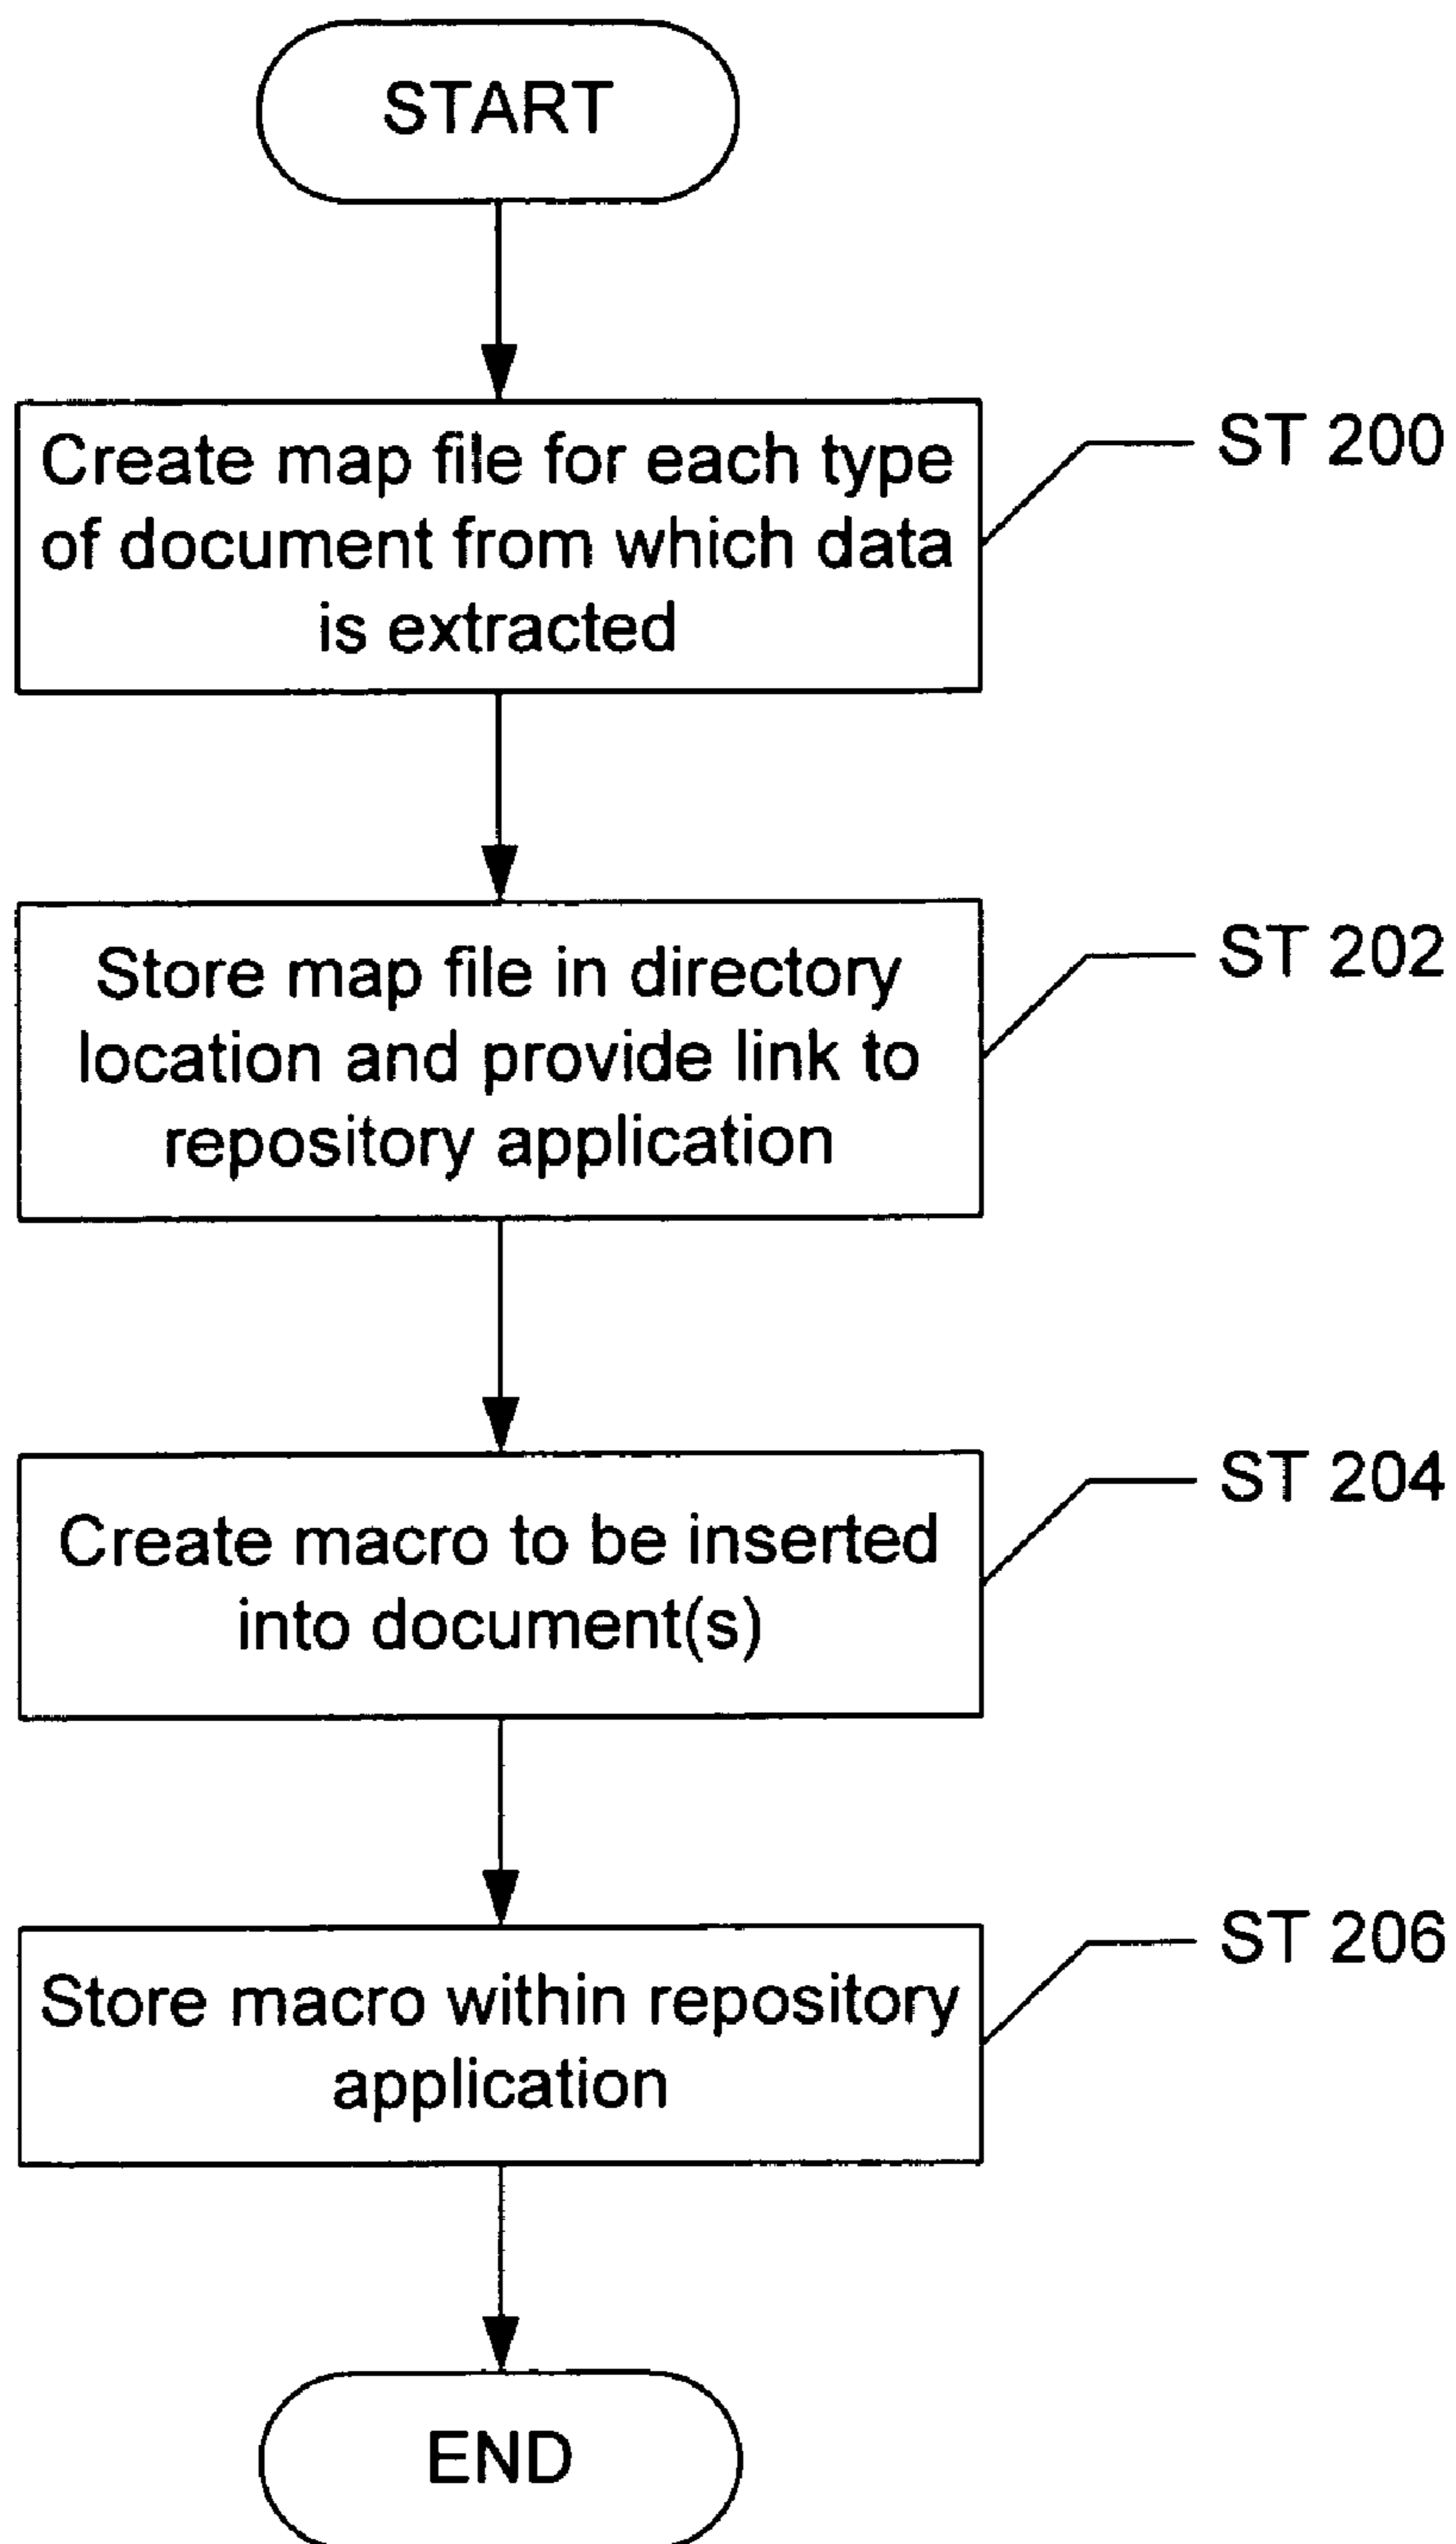 START
Create map file for each type
of document from which data
is extracted
ST 200
Store map file in directory
location and provide link to
repository application
ST 202
Create macro to be inserted
into document(s)
ST 204
Store macro within repository
application
ST 206
END